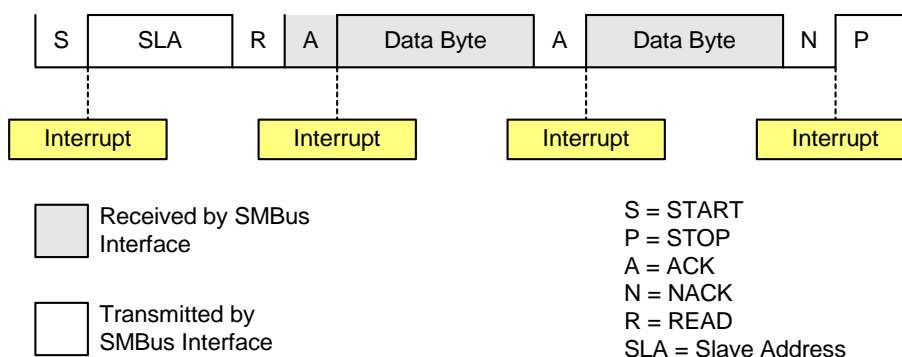 S SLA R A Data Byte A Data Byte N P
Interrupt Interrupt Interrupt Interrupt
Received by SMBus
Interface
Transmitted by
SMBus Interface
S = START
P = STOP
A = ACK
N = NACK
R = READ
SLA = Slave Address